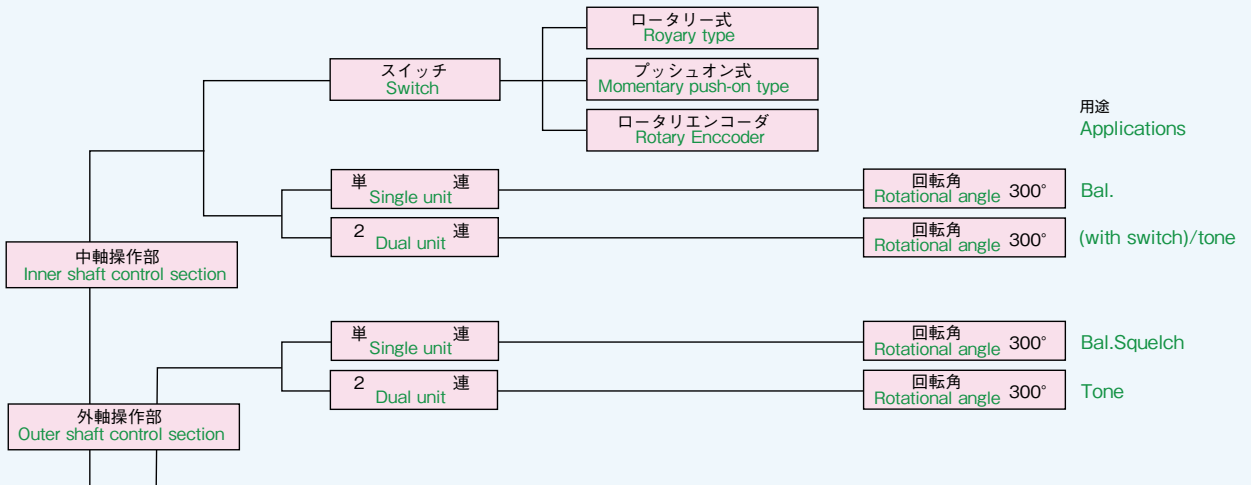 ロータリー式
Royary type
スイッチ
Switch
プッシュオン式
Momentary push-on type
用途
Applications
ロータリエンコーダ
Rotary Enccoder
単 連
Single unit
回転角
Rotational angle 300°
Bal.
2 連
Dual unit
回転角
Rotational angle 300°
(with switch)/tone
中軸操作部
Inner shaft control section
単 連
Single unit
回転角
Rotational angle 300°
Bal.Squelch
2 連
Dual unit
回転角
Rotational angle 300°
Tone
外軸操作部
Outer shaft control section